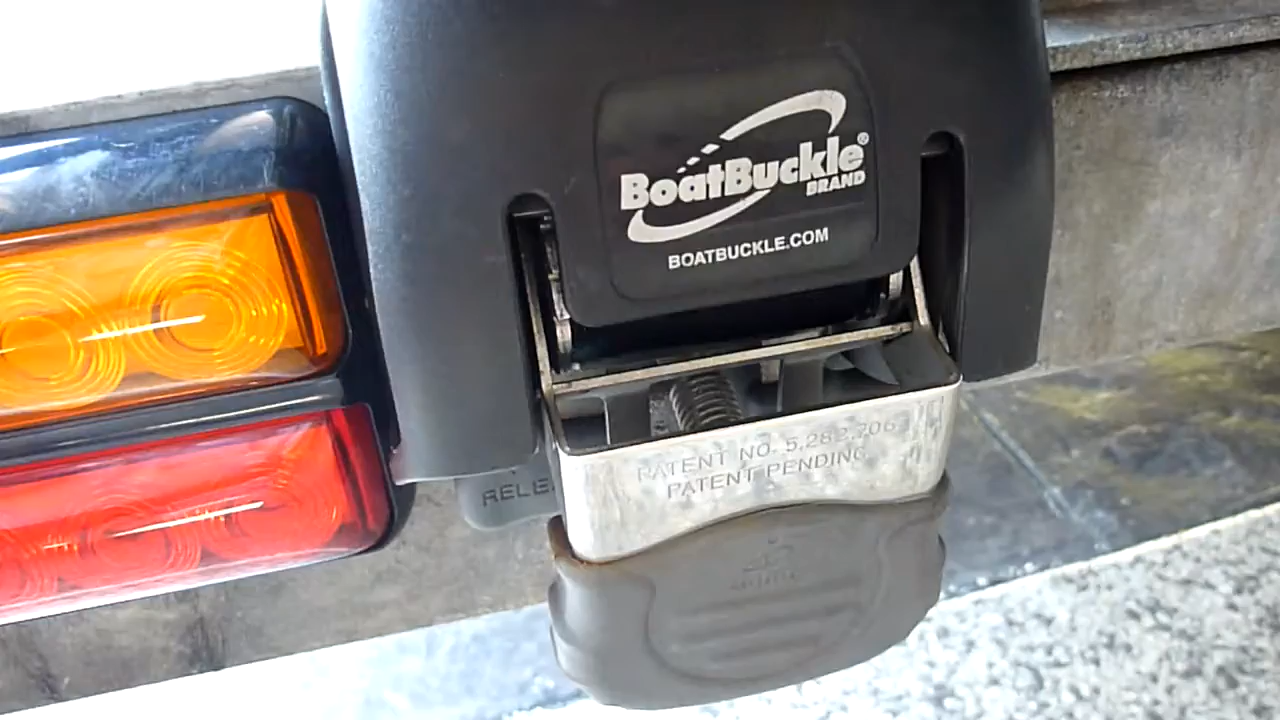 BoatBuckle®
BRAND
BOATBUCKLE.COM
PATENT NO. 5,282,706
PATENT PENDING
RELE